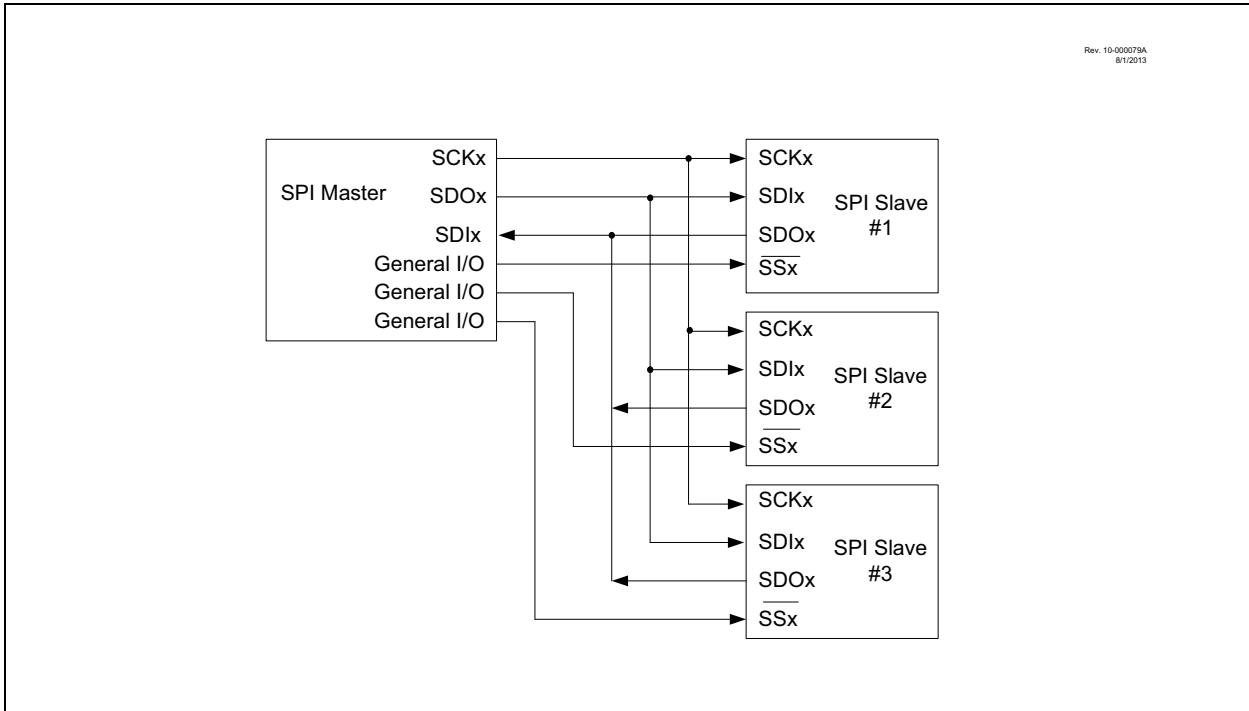 Rev. 10-000079A
8/1/2013
SPI Master
SCKx
SDOx
SDIx
General I/O
General I/O
General I/O
SCKx
SDIx
SDOx
SSx
SPI Slave
#1
SCKx
SDIx
SDOx
SSx
SPI Slave
#2
SCKx
SDIx
SDOx
SSx
SPI Slave
#3